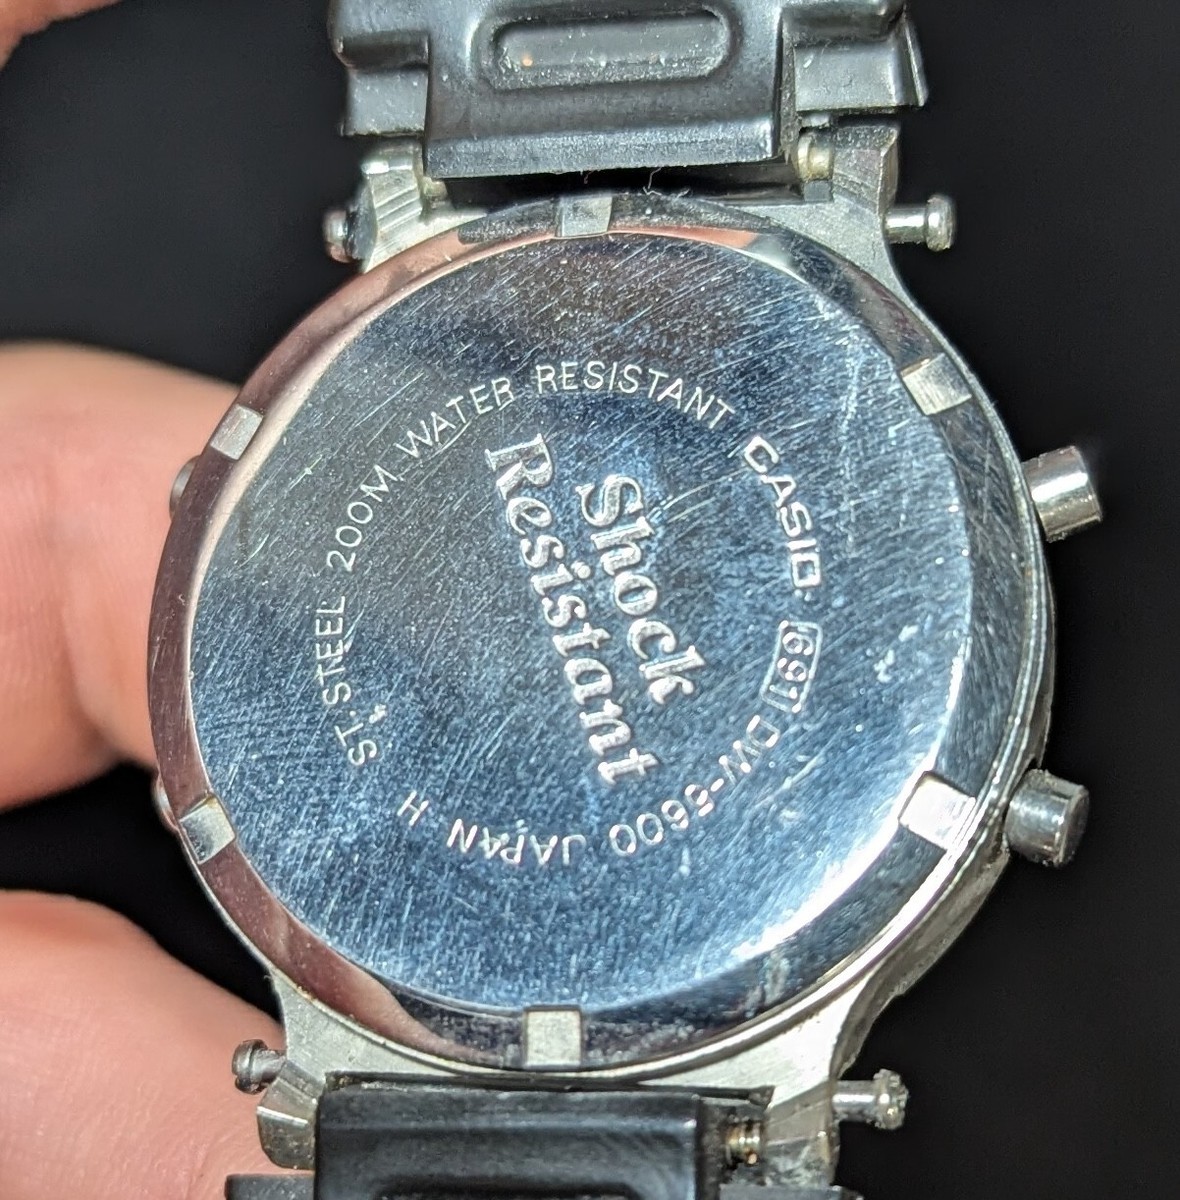 Shock
Resistant
CASIO. 691 DW-5600 JAPAN H
ST.STEEL 200M WATER RESISTANT